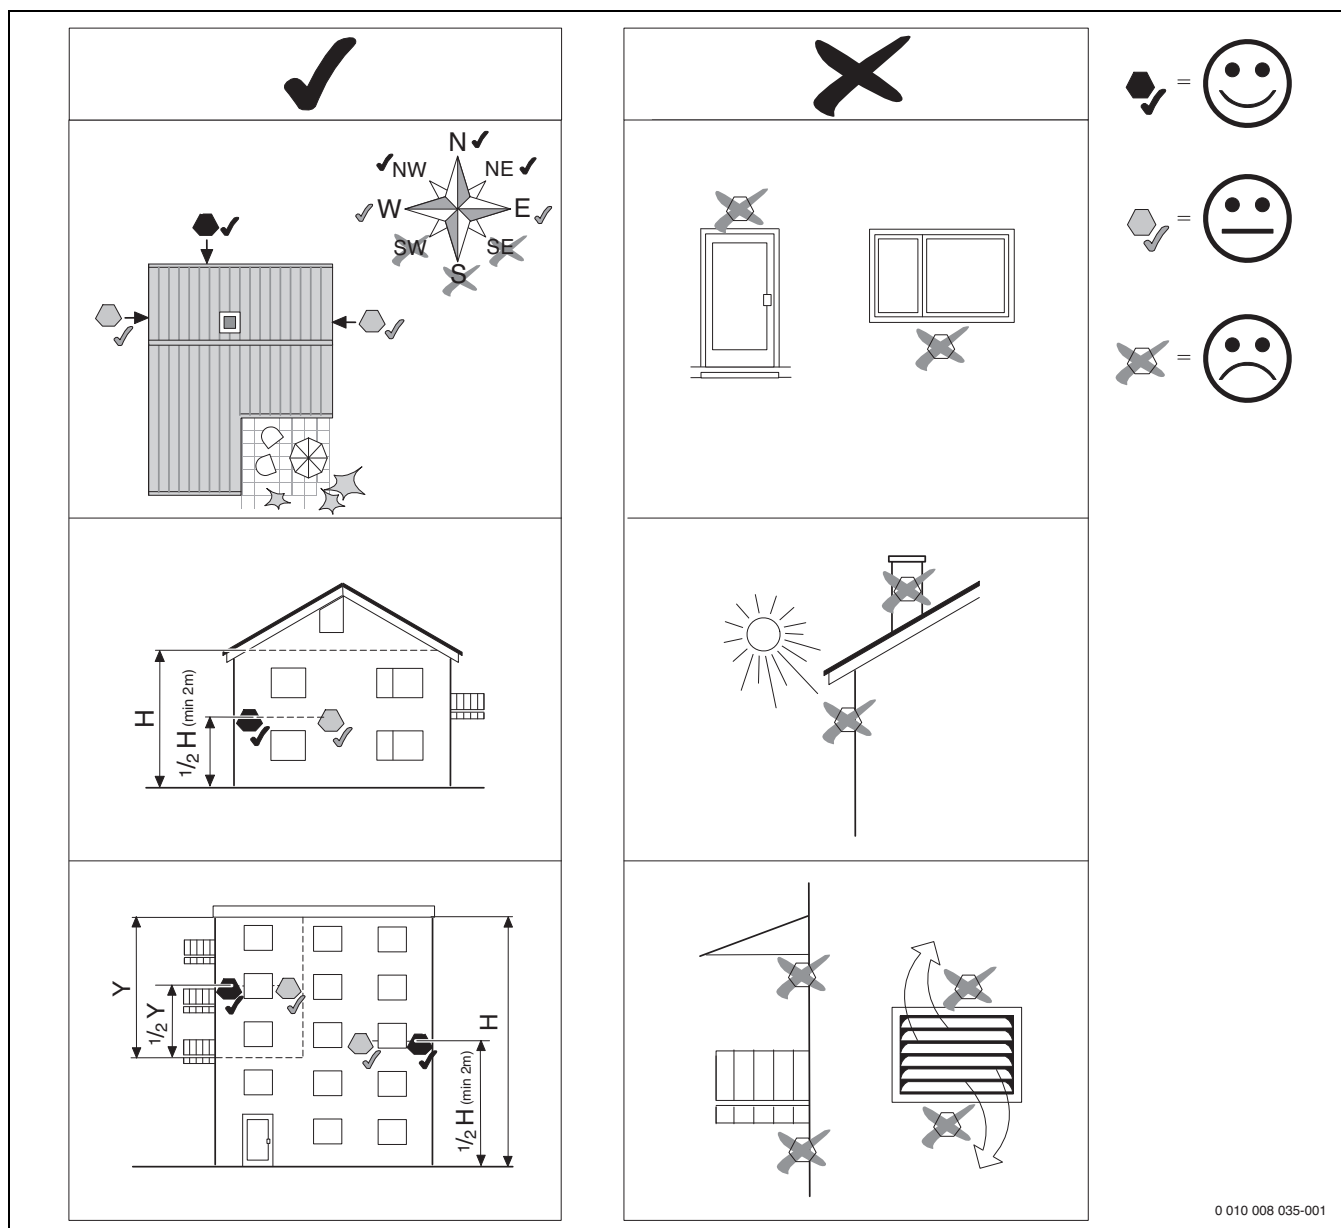 N
NW
NE
W
E
SW
SE
S
=
=
=
H
1/2 H (min 2m)
Y
1/2 Y
H
1/2 H (min 2m)
0 010 008 035-001